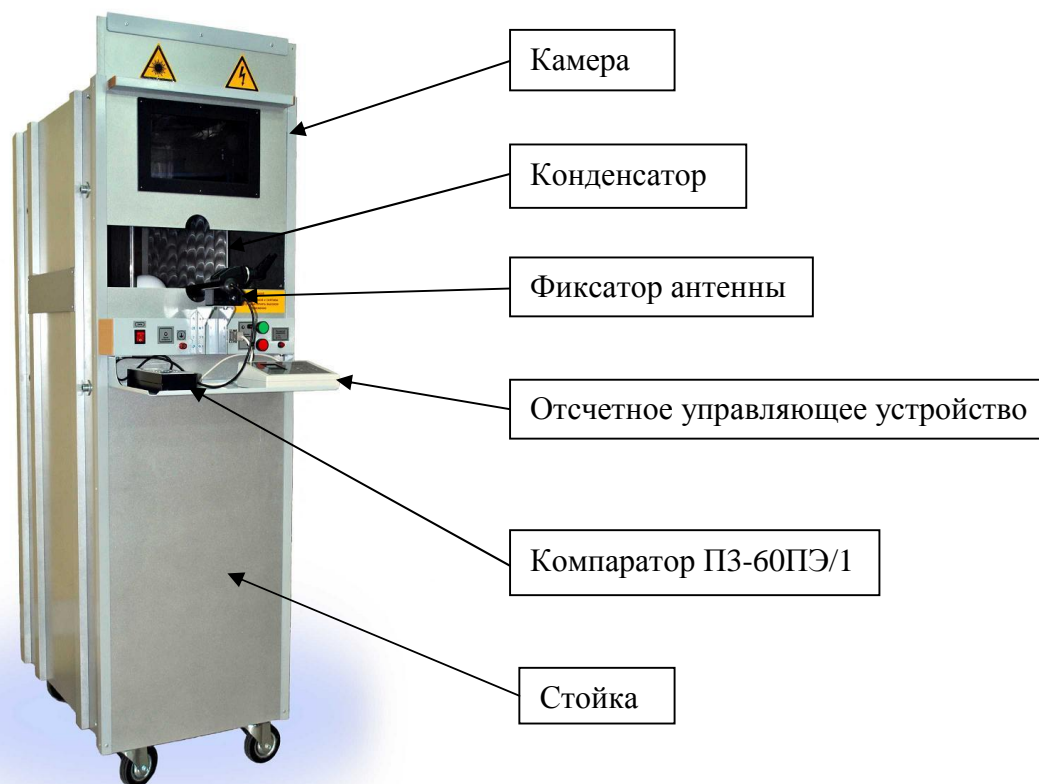 Камера
Конденсатор
Фиксатор антенны
Отсчетное управляющее устройство
Компаратор П3-60ПЭ/1
Стойка